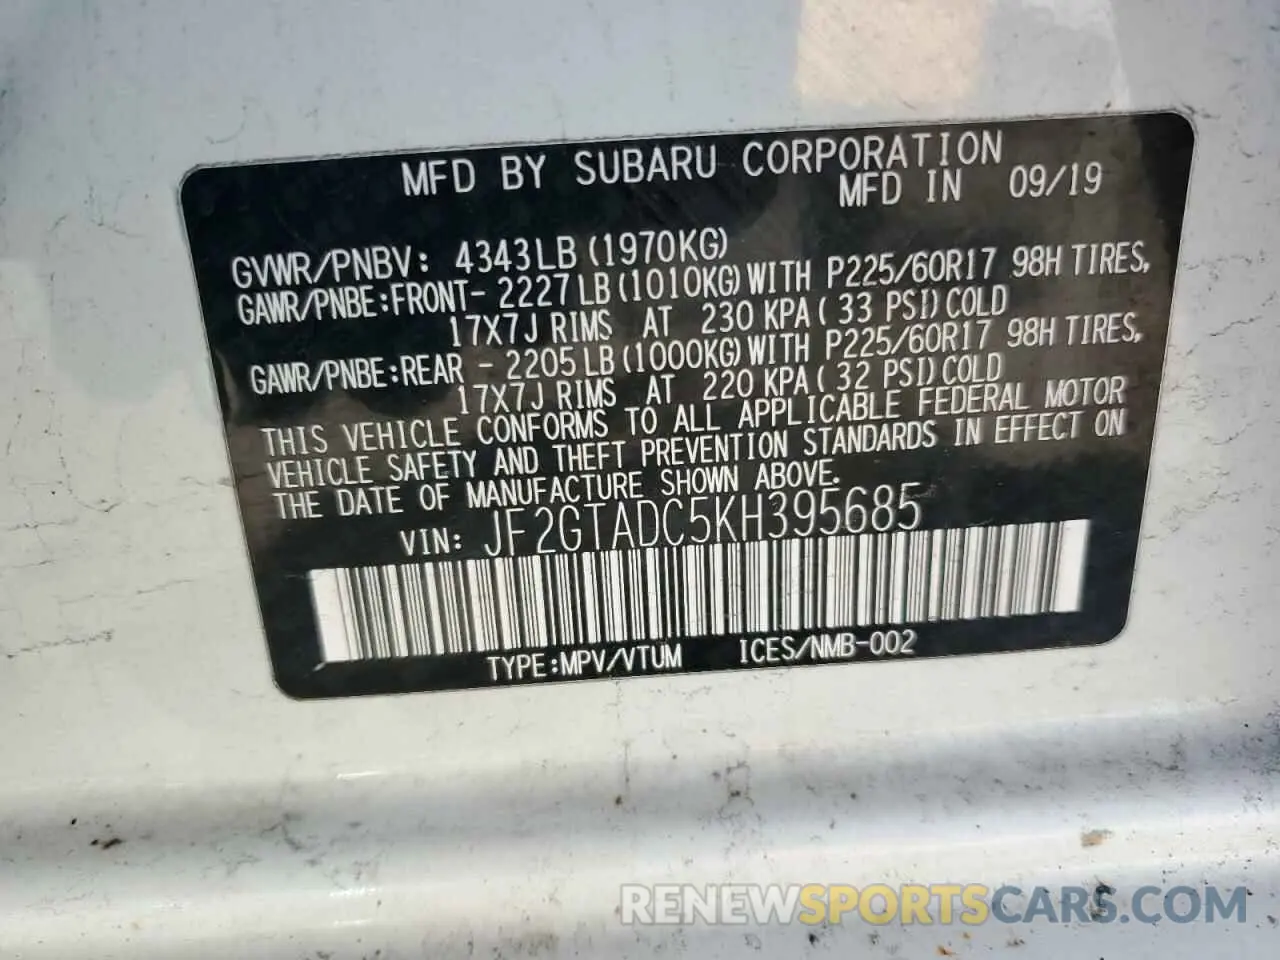 MFD BY SUBARU CORPORATION
MFD IN 09/19
GVWR/PNBV: 4343LB (1970KG)
GAWR/PNBE:FRONT- 2227LB(1010KG)WITH P225/60R17 98H TIRES,
17X7J RIMS AT 230 KPA( 33 PSI)COLD
GAWR/PNBE:REAR - 2205LB(1000KG)WITH P225/60R17 98H TIRES,
17X7J RIMS AT 220 KPA( 32 PSI)COLD
THIS VEHICLE CONFORMS TO ALL APPLICABLE FEDERAL MOTOR
VEHICLE SAFETY AND THEFT PREVENTION STANDARDS IN EFFECT ON
THE DATE OF MANUFACTURE SHOWN ABOVE.
VIN: JF2GTADC5KH395685
TYPE:MPV/VTUM ICES/NMB-002
RENEWSPORTSCARS.COM